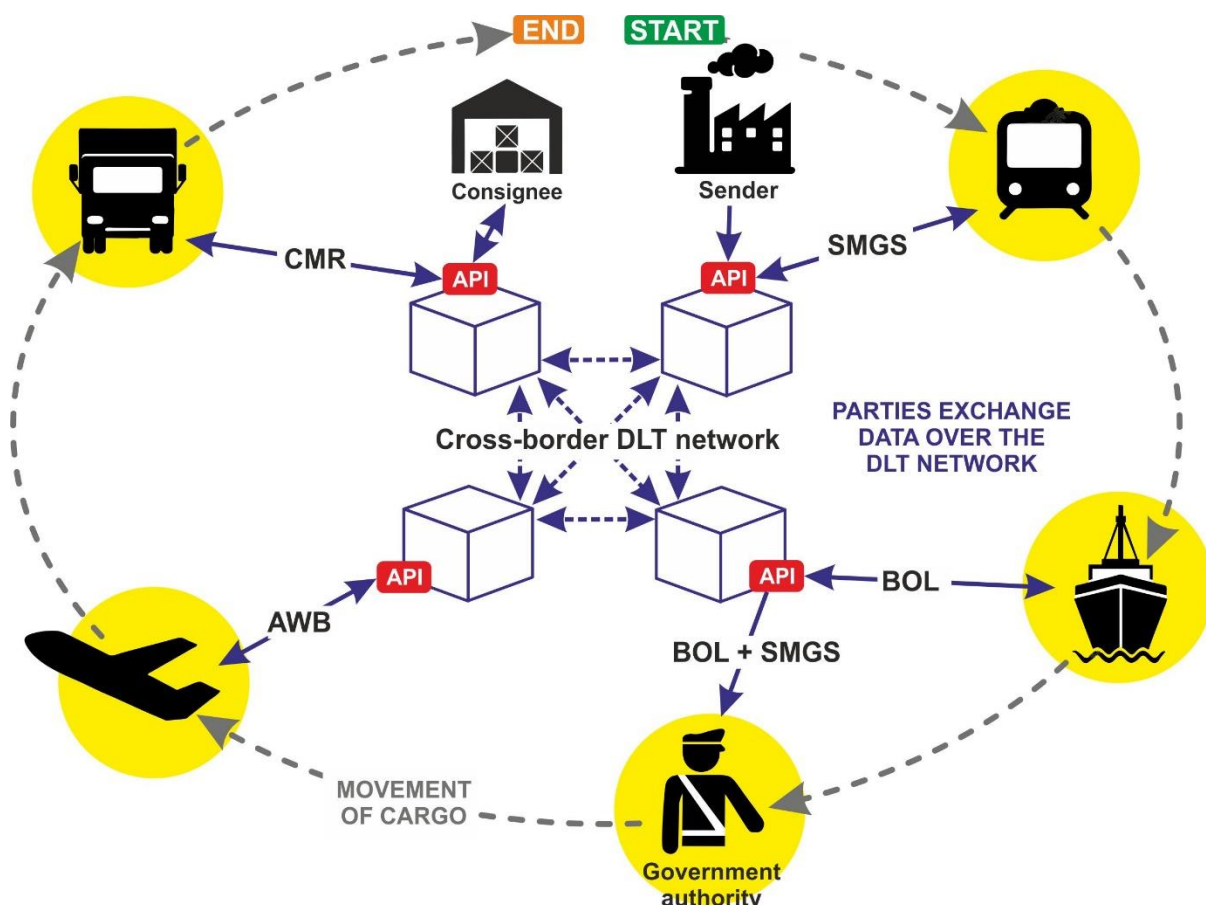 END
START
Consignee
Sender
CMR
API
API
SMGS
PARTIES EXCHANGE
DATA OVER THE
DLT NETWORK
Cross-border DLT network
API
API
BOL
AWB
BOL + SMGS
MOVEMENT
OF CARGO
Government
authority